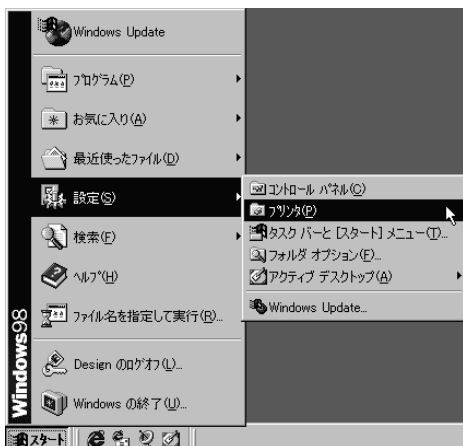 Windows Update
プログラム(P)
お気に入り(A)
最近使ったファイル(D)
設定(S)
検索(F)
ヘルプ(H)
ファイル名を指定して実行(R)...
Design のログオフ(L)...
Windows の終了(U)...
Windows98
コントロール パネル(C)
プリンタ(P)
タスク バーと [スタート] メニュー(T)...
フォルダ オプション(F)...
アクティブ デスクトップ(A)
Windows Update...
スタート